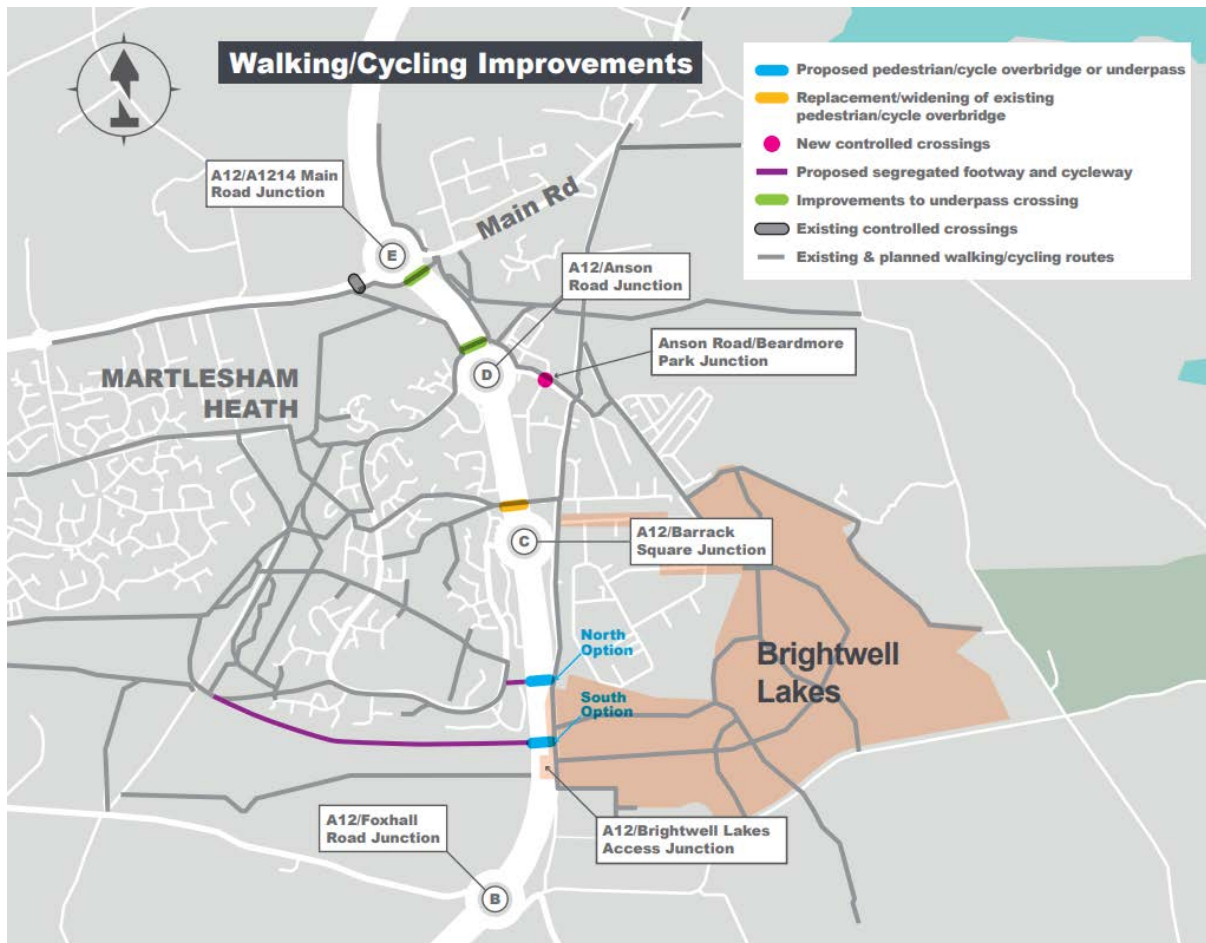 Walking/Cycling Improvements
Proposed pedestrian/cycle overbridge or underpass
Replacement/widening of existing
pedestrian/cycle overbridge
New controlled crossings
Proposed segregated footway and cycleway
Improvements to underpass crossing
Existing controlled crossings
Existing & planned walking/cycling routes
A12/A1214 Main
Road Junction
Main Rd
E
A12/Anson
Road Junction
Anson Road/Beardmore
Park Junction
MARTLESHAM
HEATH
D
A12/Barrack
Square Junction
C
North
Option
Brightwell
Lakes
South
Option
A12/Foxhall
Road Junction
A12/Brightwell Lakes
Access Junction
B